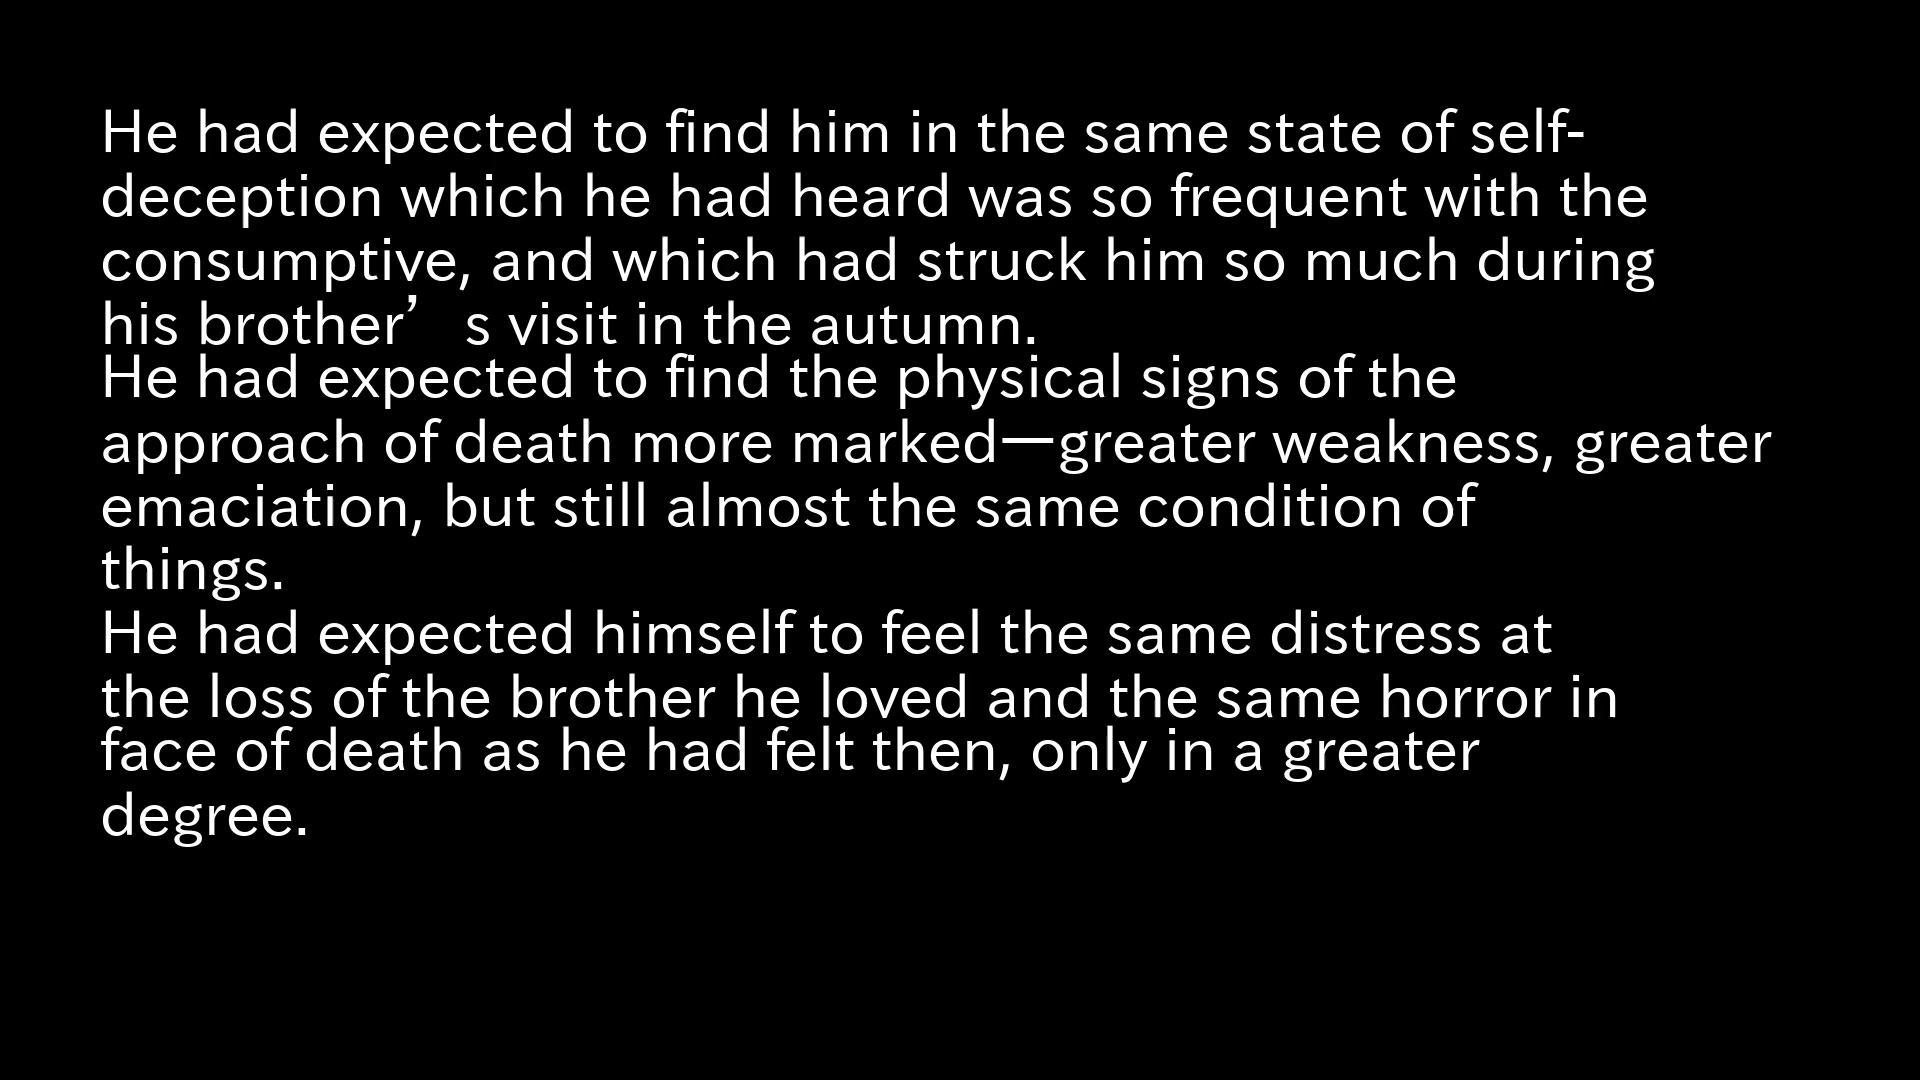 He had expected to find him in the same state of self-
deception which he had heard was so frequent with the
consumptive, and which had struck him so much during
his brother’s visit in the autumn.
He had expected to find the physical signs of the
approach of death more marked—greater weakness, greater
emaciation, but still almost the same condition of
things.
He had expected himself to feel the same distress at
the loss of the brother he loved and the same horror in
face of death as he had felt then, only in a greater
degree.